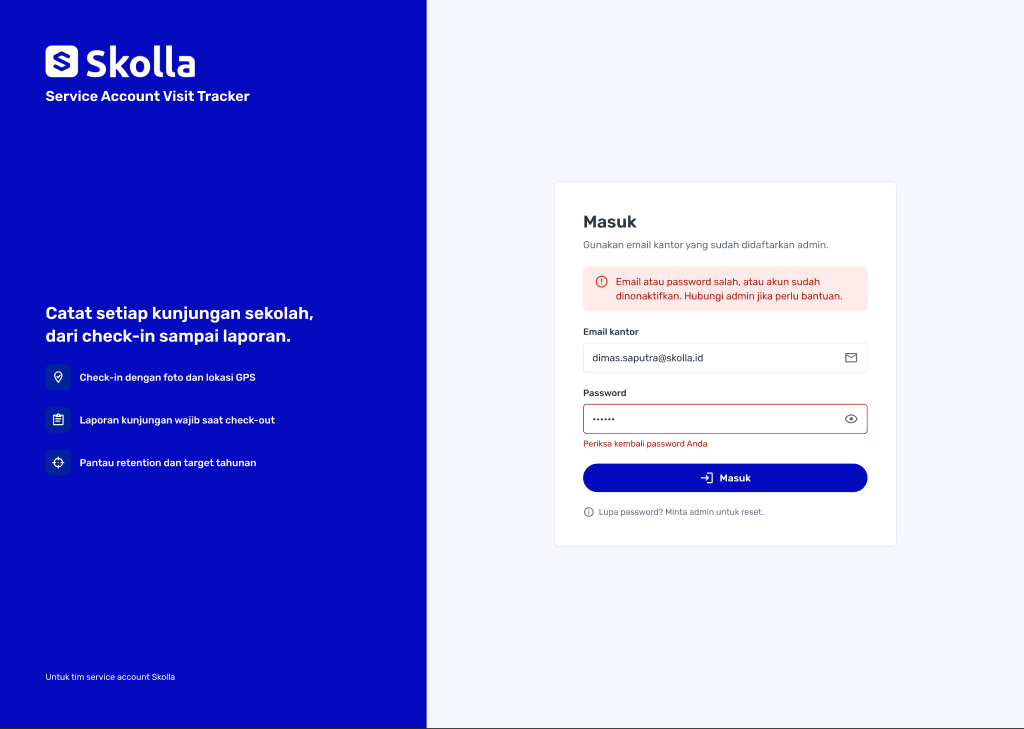 Skolla
Service Account Visit Tracker
Catat setiap kunjungan sekolah,
dari check-in sampai laporan.
Check-in dengan foto dan lokasi GPS
Laporan kunjungan wajib saat check-out
Pantau retention dan target tahunan
Untuk tim service account Skolla
Masuk
Gunakan email kantor yang sudah didaftarkan admin.
Email atau password salah, atau akun sudah
dinonaktifkan. Hubungi admin jika perlu bantuan.
Email kantor
dimas.saputra@skolla.id
Password
••••••
Periksa kembali password Anda
Masuk
Lupa password? Minta admin untuk reset.